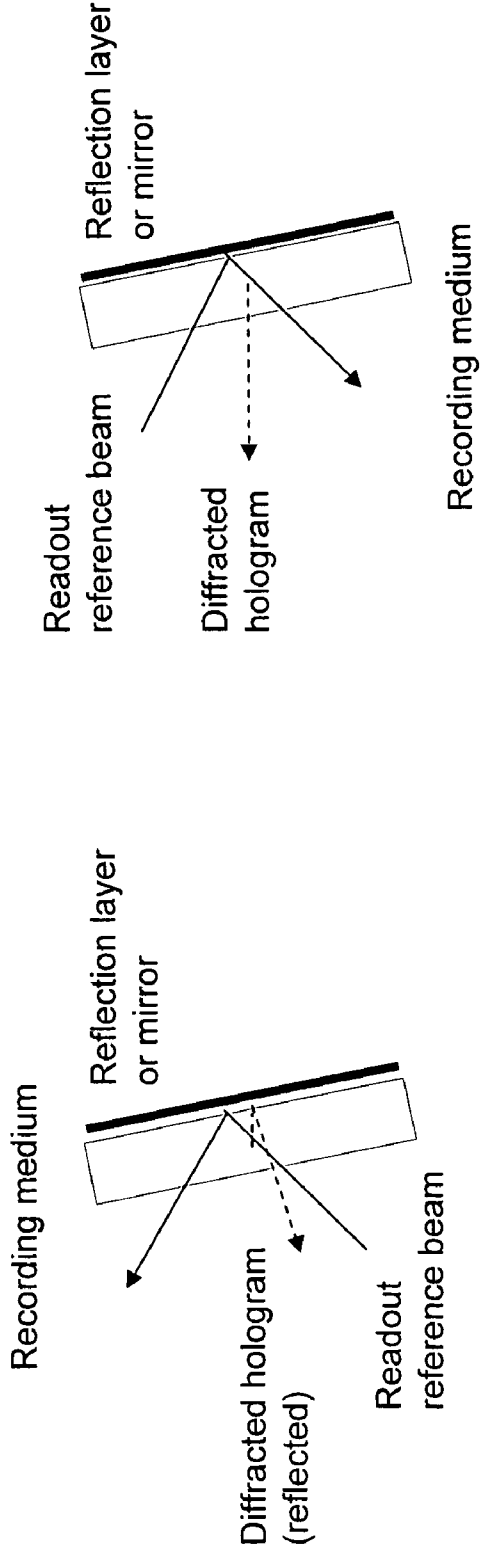 Recording medium
Reflection layer
or mirror
Diffracted hologram
(reflected)
Readout
reference beam
Readout
reference beam
Reflection layer
or mirror
Diffracted
hologram
Recording medium